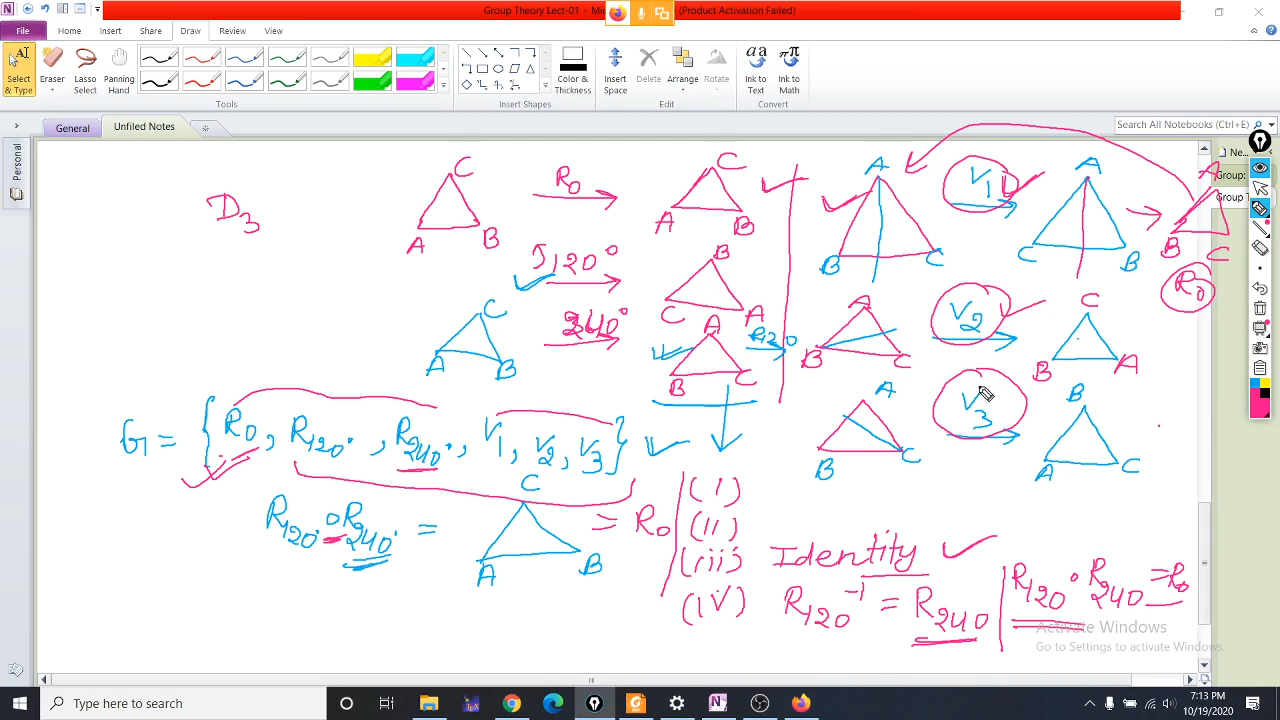 Group Theory Lect-01 - Mi
(Product Activation Failed)
File Home Insert Share Draw Review View
Select & Type
Eraser
Lasso Select
Panning Hand
Tools
Insert Shapes
Color & Thickness
Insert Space
Delete
Arrange
Rotate
Edit
Ink to Text
Ink to Math
Convert
General
Unfiled Notes
Search All Notebooks (Ctrl+E)
Personal
Ne...
Group
D3
C
A B
R0
C
A B
120°
B
C A
C
A B
240°
A
B C
R120
A
B C
V1
A
C B
A
B C
R0
A
B C
V2
C
B A
A
B C
V3
B
A C
G = { R0, R120°, R240°, V1, V2, V3 }
R120° ∘ R240° =
C
A B
= R0
(i)
(ii)
(iii) Identity
(iv) R120^-1 = R240
R120 ∘ R240 = R0
Activate Windows
Go to Settings to activate Windows.
Type here to search
7:13 PM
10/19/2020